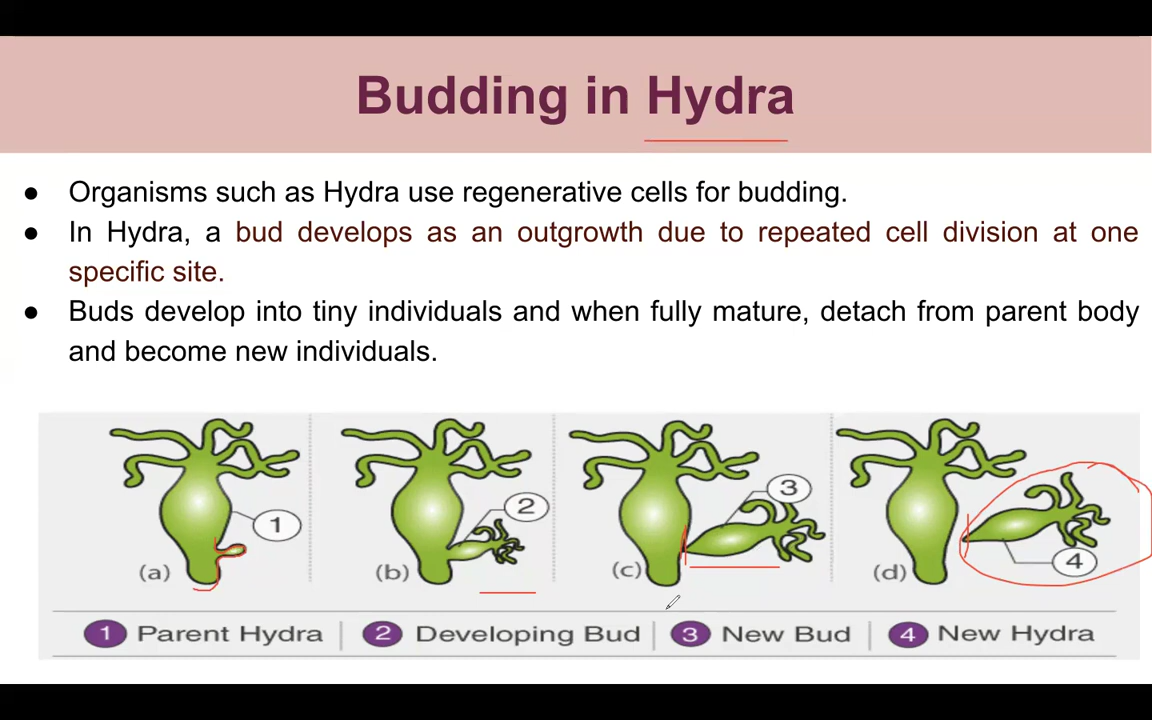 Budding in Hydra
● Organisms such as Hydra use regenerative cells for budding.
● In Hydra, a bud develops as an outgrowth due to repeated cell division at one
specific site.
● Buds develop into tiny individuals and when fully mature, detach from parent body
and become new individuals.
1 2 3 4
(a) (b) (c) (d)
1 Parent Hydra | 2 Developing Bud | 3 New Bud | 4 New Hydra